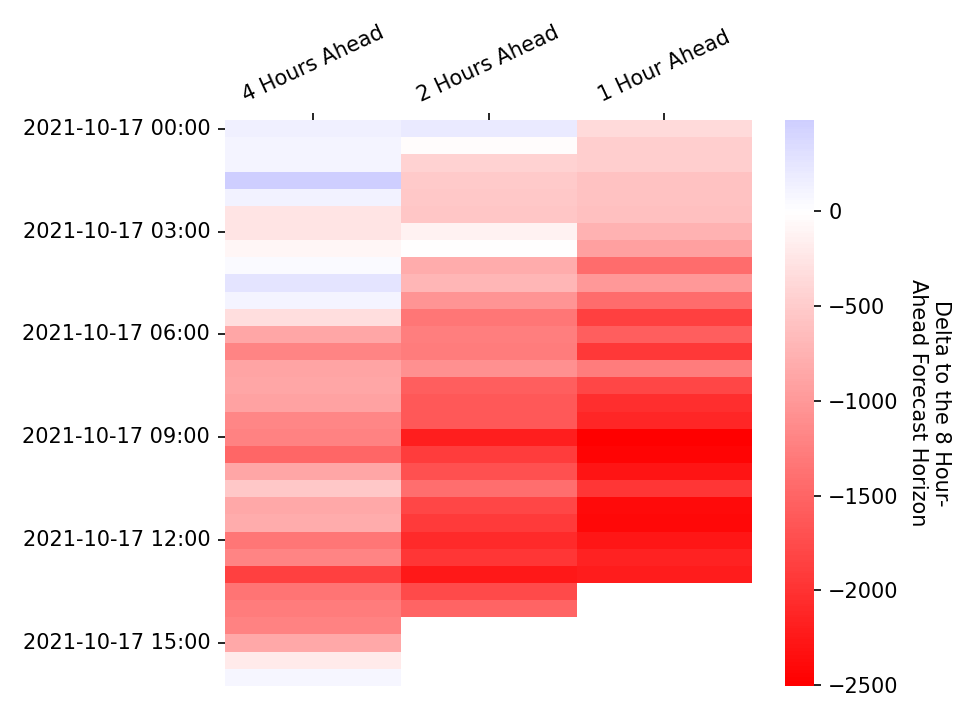 4 Hours Ahead
2 Hours Ahead
1 Hour Ahead
2021-10-17 00:00
2021-10-17 03:00
2021-10-17 06:00
2021-10-17 09:00
2021-10-17 12:00
2021-10-17 15:00
0
−500
−1000
−1500
−2000
−2500
Delta to the 8 Hour-
Ahead Forecast Horizon